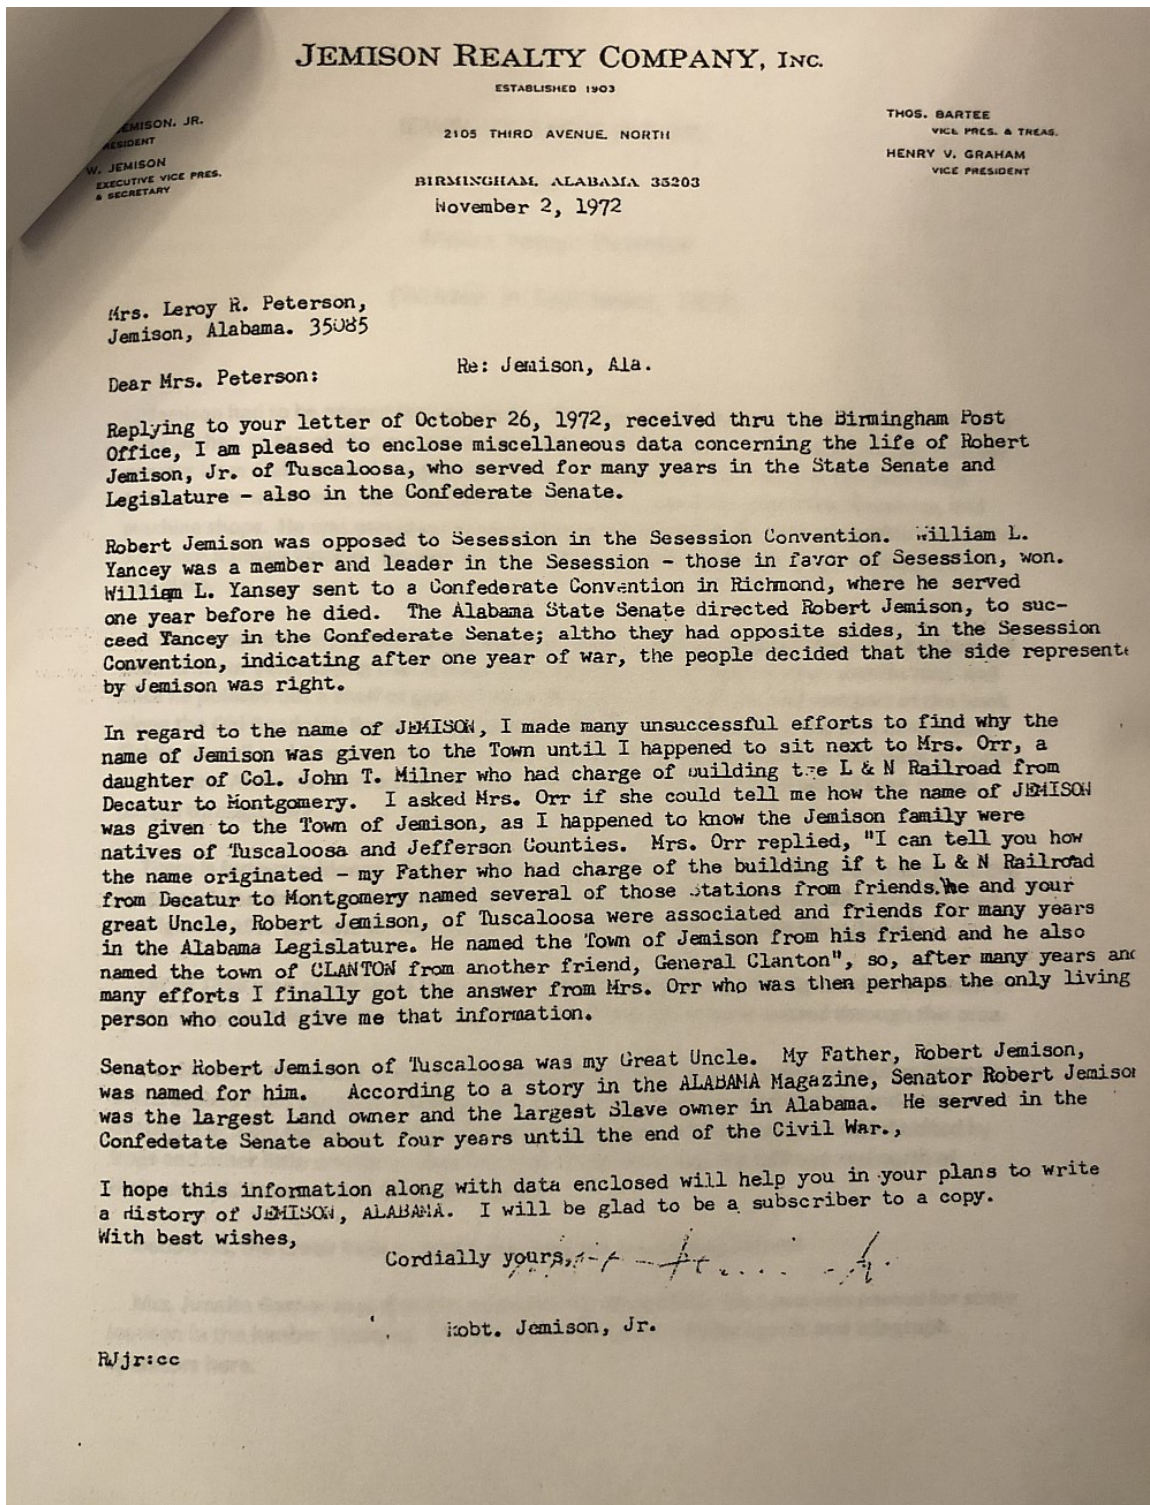 JEMISON REALTY COMPANY, INC.
ESTABLISHED 1903
EMISON, JR.
RESIDENT
W. JEMISON
EXECUTIVE VICE PRES.
& SECRETARY
2105 THIRD AVENUE, NORTH
BIRMINGHAM, ALABAMA 35203
THOS. BARTEE
VICE PRES. & TREAS.
HENRY V. GRAHAM
VICE PRESIDENT
November 2, 1972
Mrs. Leroy R. Peterson,
Jemison, Alabama. 35085
Re: Jemison, Ala.
Dear Mrs. Peterson:
Replying to your letter of October 26, 1972, received thru the Birmingham Post
Office, I am pleased to enclose miscellaneous data concerning the life of Robert
Jemison, Jr. of Tuscaloosa, who served for many years in the State Senate and
Legislature - also in the Confederate Senate.
Robert Jemison was opposed to Sesession in the Sesession Convention. William L.
Yancey was a member and leader in the Sesession - those in favor of Sesession, won.
William L. Yansey sent to a Confederate Convention in Richmond, where he served
one year before he died. The Alabama State Senate directed Robert Jemison, to suc-
ceed Yancey in the Confederate Senate; altho they had opposite sides, in the Sesession
Convention, indicating after one year of war, the people decided that the side represente
by Jemison was right.
In regard to the name of JEMISON, I made many unsuccessful efforts to find why the
name of Jemison was given to the Town until I happened to sit next to Mrs. Orr, a
daughter of Col. John T. Milner who had charge of building the L & N Railroad from
Decatur to Montgomery. I asked Mrs. Orr if she could tell me how the name of JEMISON
was given to the Town of Jemison, as I happened to know the Jemison family were
natives of Tuscaloosa and Jefferson Counties. Mrs. Orr replied, "I can tell you how
the name originated - my Father who had charge of the building if t he L & N Railroad
from Decatur to Montgomery named several of those Stations from friends. He and your
great Uncle, Robert Jemison, of Tuscaloosa were associated and friends for many years
in the Alabama Legislature. He named the Town of Jemison from his friend and he also
named the town of CLANTON from another friend, General Clanton", so, after many years and
many efforts I finally got the answer from Mrs. Orr who was then perhaps the only living
person who could give me that information.
Senator Robert Jemison of Tuscaloosa was my Great Uncle. My Father, Robert Jemison,
was named for him. According to a story in the ALABAMA Magazine, Senator Robert Jemison
was the largest Land owner and the largest Slave owner in Alabama. He served in the
Confedetate Senate about four years until the end of the Civil War.,
I hope this information along with data enclosed will help you in your plans to write
a History of JEMISON, ALABAMA. I will be glad to be a subscriber to a copy.
With best wishes,
Cordially yours,
Robt. Jemison, Jr.
RJjr:cc